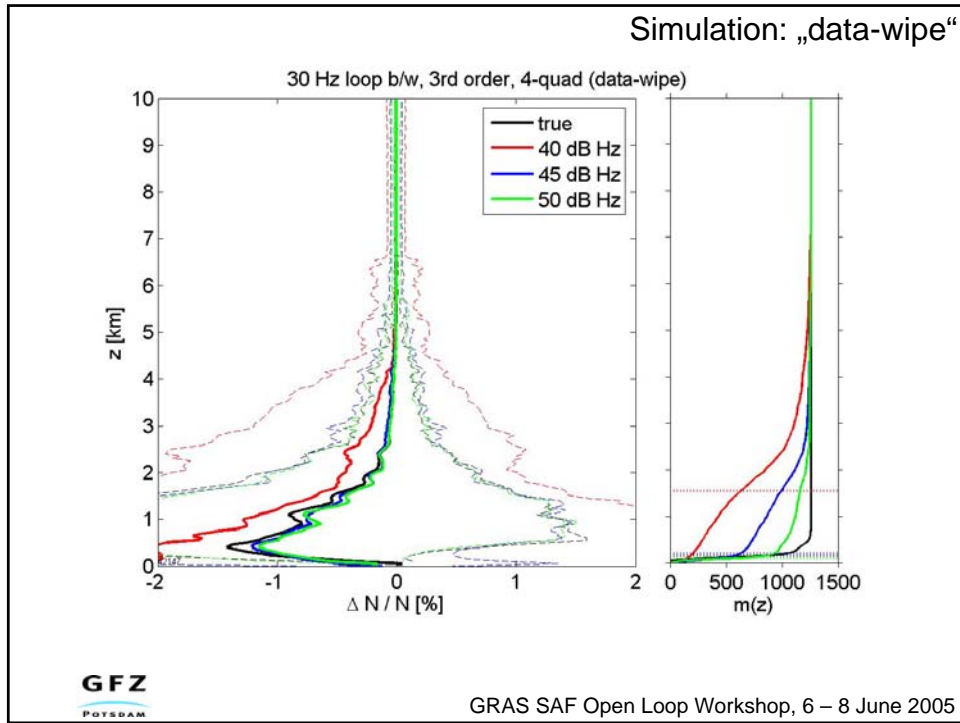 Simulation: „data-wipe“
30 Hz loop b/w, 3rd order, 4-quad (data-wipe)
true
40 dB Hz
45 dB Hz
50 dB Hz
10
9
8
7
6
5
4
3
2
1
0
z [km]
-2 -1 0 1 2
Δ N / N [%]
0 500 1000 1500
m(z)
GFZ
POTSDAM
GRAS SAF Open Loop Workshop, 6 – 8 June 2005